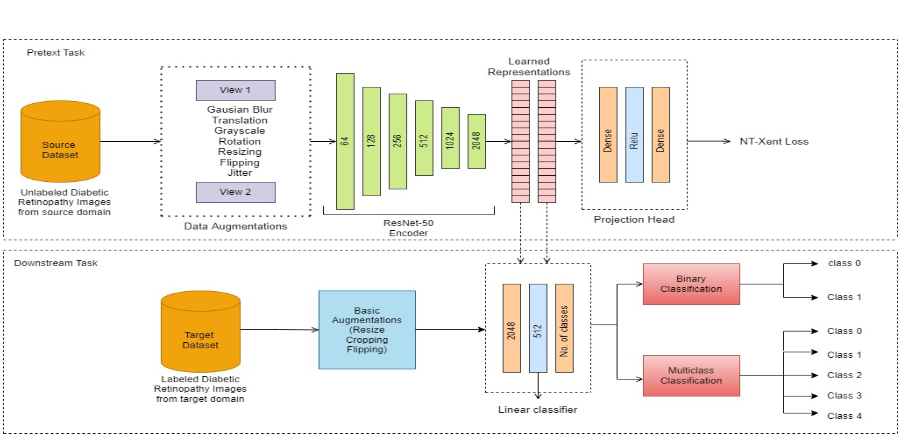 Pretext Task
Source
Dataset
Unlabeled Diabetic
Retinopathy Images
from source domain
View 1
Gausian Blur
Translation
Grayscale
Rotation
Resizing
Flipping
Jitter
View 2
Data Augmentations
64
128
256
512
1024
2048
ResNet-50
Encoder
Learned
Representations
Dense
Relu
Dense
Projection Head
NT-Xent Loss
Downstream Task
Target
Dataset
Labeled Diabetic
Retinopathy Images
from target domain
Basic
Augmentations
(Resize
Cropping
Flipping)
2048
512
No. of classes
Linear classifier
Binary
Classification
class 0
Class 1
Multiclass
Classification
Class 0
Class 1
Class 2
Class 3
Class 4